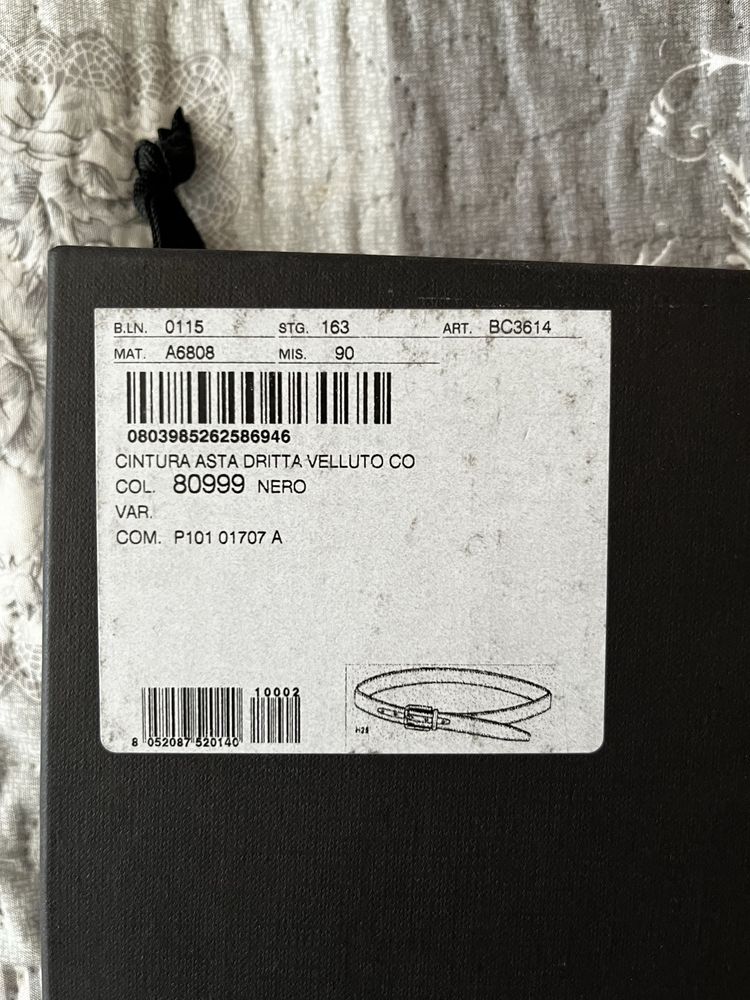 B.LN. 0115 STG. 163 ART. BC3614
MAT. A6808 MIS. 90
0803985262586946
CINTURA ASTA DRITTA VELLUTO CO
COL. 80999 NERO
VAR.
COM. P101 01707 A
10002
8 052087 520140
H25